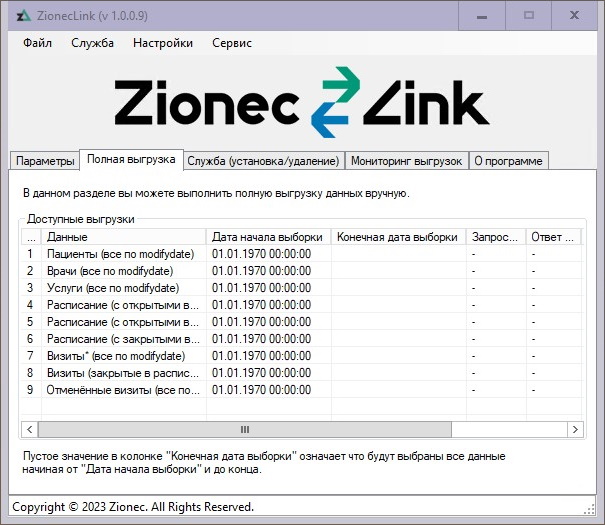 ZionecLink (v 1.0.0.9)
Файл Служба Настройки Сервис
Zionec Link
Параметры Полная выгрузка Служба (установка/удаление) Мониторинг выгрузок О программе
В данном разделе вы можете выполнить полную выгрузку данных вручную.
Доступные выгрузки
... Данные Дата начала выборки Конечная дата выборки Запрос... Ответ ...
1 Пациенты (все по modifydate) 01.01.1970 00:00:00 - -
2 Врачи (все по modifydate) 01.01.1970 00:00:00 - -
3 Услуги (все по modifydate) 01.01.1970 00:00:00 - -
4 Расписание (с открытыми в... 01.01.1970 00:00:00 - -
5 Расписание (с открытыми в... 01.01.1970 00:00:00 - -
6 Расписание (с закрытыми в... 01.01.1970 00:00:00 - -
7 Визиты* (все по modifydate) 01.01.1970 00:00:00 - -
8 Визиты (закрытые в распис... 01.01.1970 00:00:00 - -
9 Отменённые визиты (все по... 01.01.1970 00:00:00 - -
Пустое значение в колонке "Конечная дата выборки" означает что будут выбраны все данные
начиная от "Дата начала выборки" и до конца.
Copyright © 2023 Zionec. All Rights Reserved.